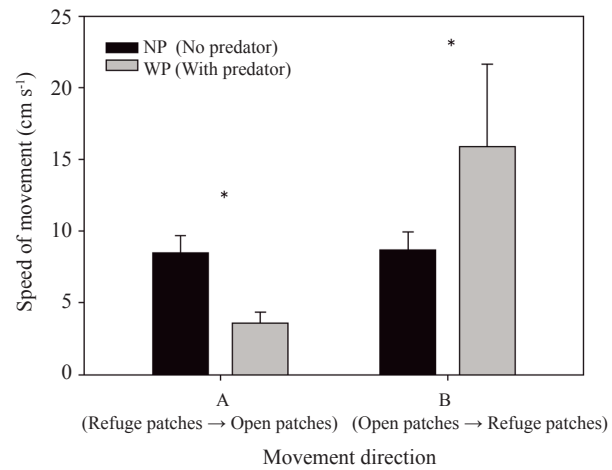 25
20
15
10
5
0
Speed of movement (cm s⁻¹)
NP (No predator)
WP (With predator)
*
*
A
B
(Refuge patches → Open patches)
(Open patches → Refuge patches)
Movement direction